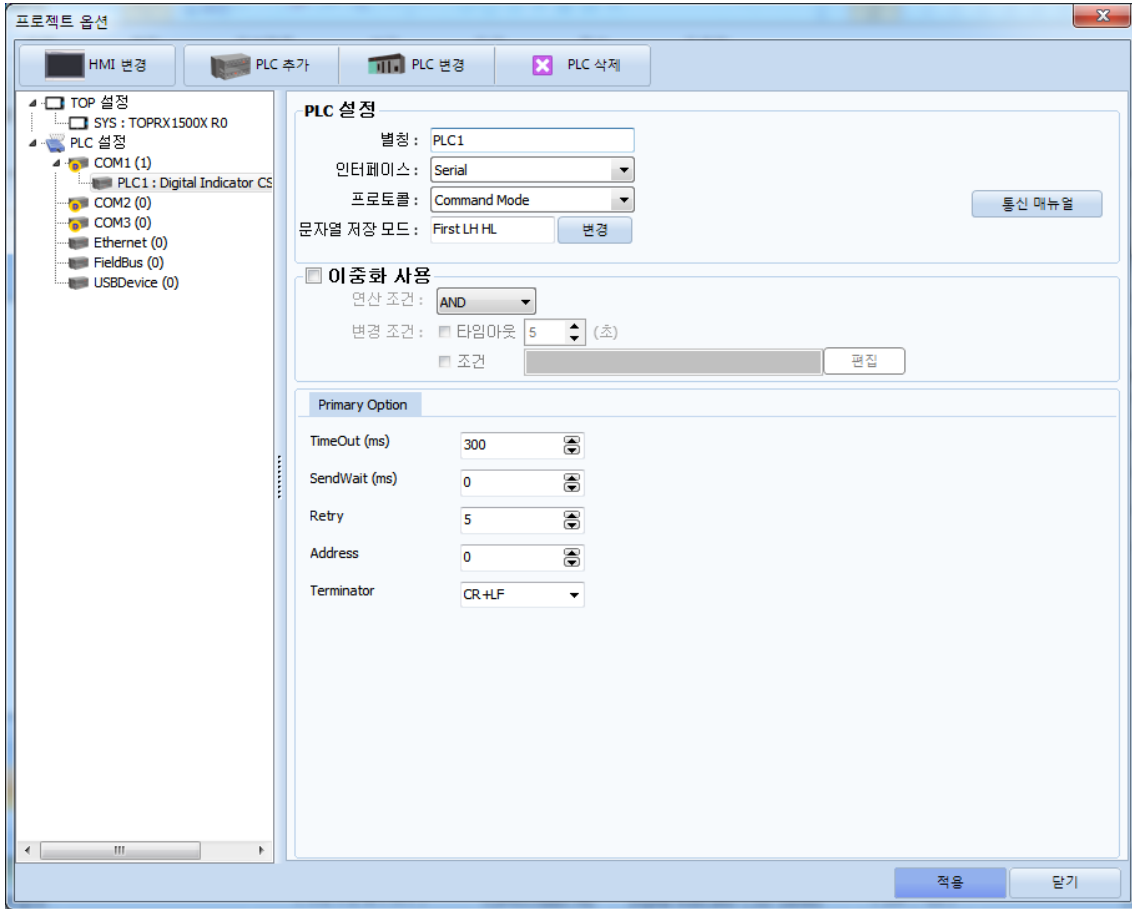 프로젝트 옵션
HMI 변경
PLC 추가
PLC 변경
PLC 삭제
TOP 설정
SYS : TOPRX1500X R0
PLC 설정
COM1 (1)
PLC1 : Digital Indicator CS
COM2 (0)
COM3 (0)
Ethernet (0)
FieldBus (0)
USBDevice (0)
PLC 설정
별칭 : PLC1
인터페이스 : Serial
프로토콜 : Command Mode
통신 매뉴얼
문자열 저장 모드 : First LH HL 변경
이중화 사용
연산 조건 : AND
변경 조건 : 타임아웃 5 (초)
조건 편집
Primary Option
TimeOut (ms) 300
SendWait (ms) 0
Retry 5
Address 0
Terminator CR+LF
적용
닫기